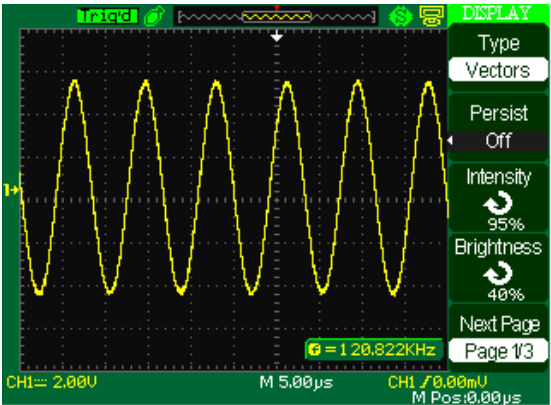 Trig'd
DISPLAY
Type
Vectors
Persist
Off
Intensity
95%
Brightness
40%
Next Page
Page 1/3
1
f=120.822KHz
CH1 2.00V
M 5.00µs
CH1 /0.00mV
M Pos:0.00µs